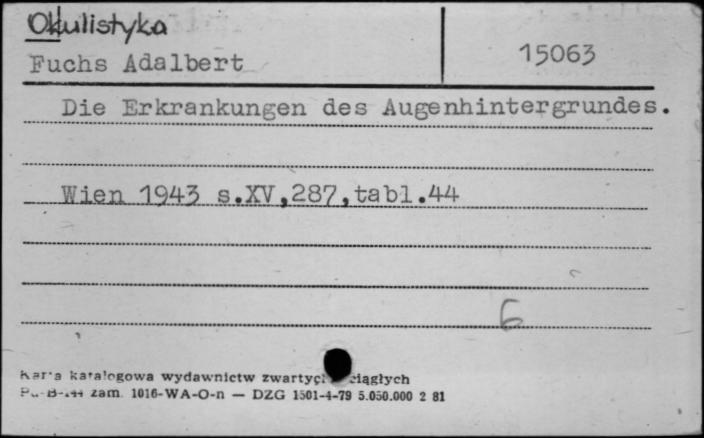 Okulistyka
Fuchs Adalbert
15063
Die Erkrankungen des Augenhintergrundes.
Wien 1943 s.XV,287,tabl.44
6
Karta katalogowa wydawnictw zwartych ciągłych
zam. 1016-WA-O-n — DZG 1501-4-79 5.050.000 2 81